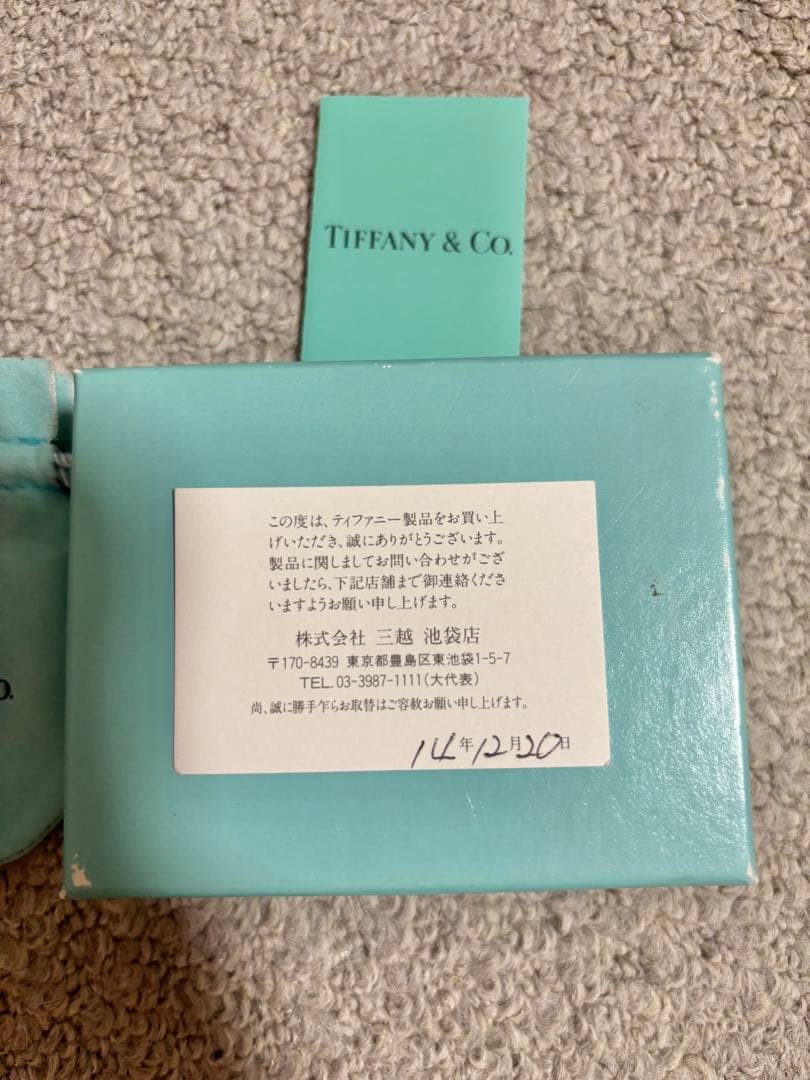 TIFFANY & CO.
この度は、ティファニー製品をお買い上
げいただき、誠にありがとうございます。
製品に関しましてお問い合わせがござ
いましたら、下記店舗まで御連絡くださ
いますようお願い申し上げます。
株式会社 三越 池袋店
〒170-8439 東京都豊島区東池袋1-5-7
TEL.03-3987-1111(大代表)
尚、誠に勝手乍らお取替はご容赦お願い申し上げます。
14年12月20日
O.